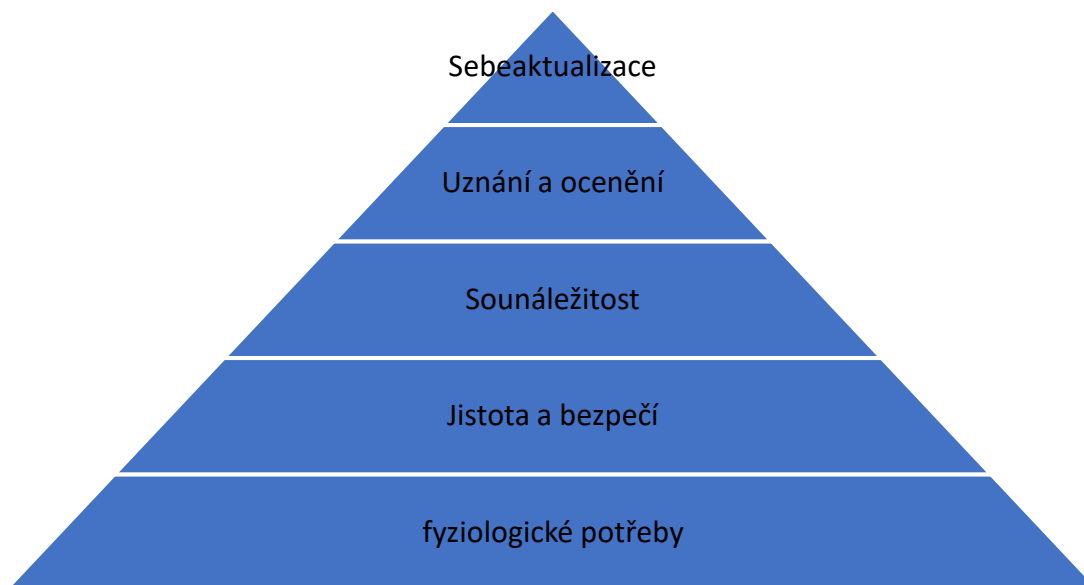 Sebeaktualizace
Uznání a ocenění
Sounáležitost
Jistota a bezpečí
fyziologické potřeby